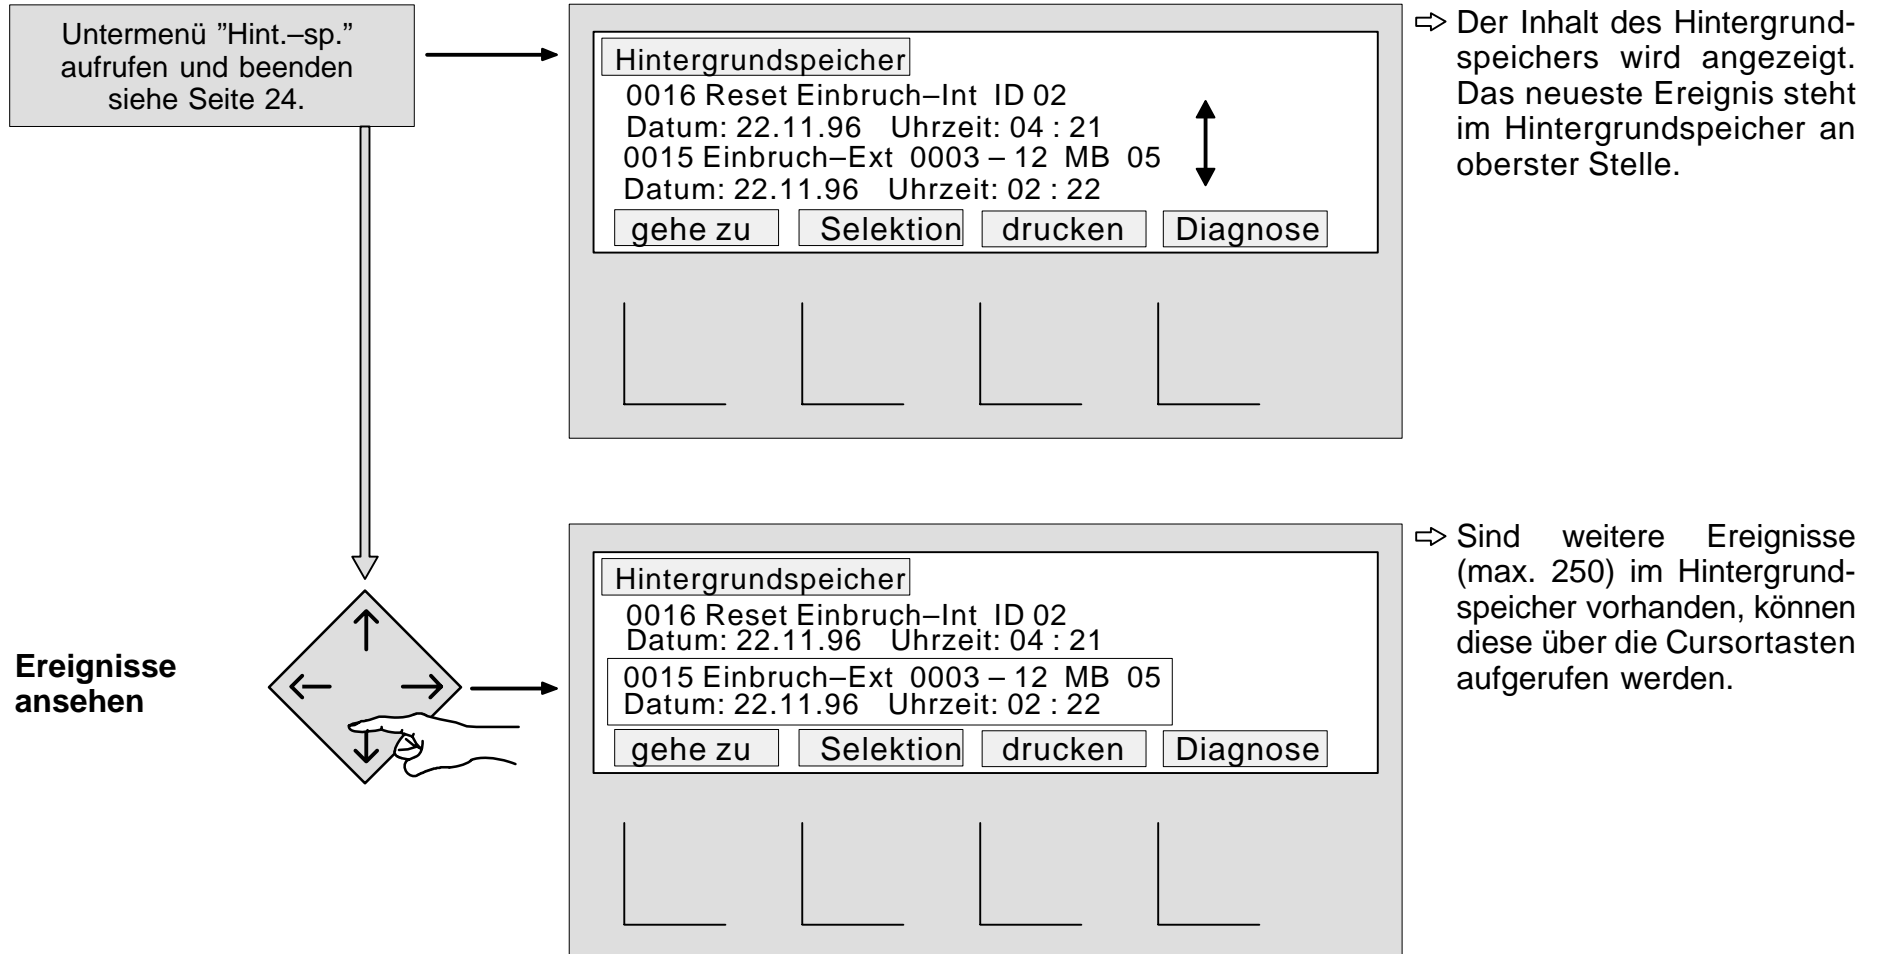 Untermenü ”Hint.–sp.”
aufrufen und beenden
siehe Seite 24.
Hintergrundspeicher
0016 Reset Einbruch–Int ID 02
Datum: 22.11.96 Uhrzeit: 04 : 21
0015 Einbruch–Ext 0003 – 12 MB 05
Datum: 22.11.96 Uhrzeit: 02 : 22
gehe zu Selektion drucken Diagnose
Der Inhalt des Hintergrund-
speichers wird angezeigt.
Das neueste Ereignis steht
im Hintergrundspeicher an
oberster Stelle.
Ereignisse
ansehen
Hintergrundspeicher
0016 Reset Einbruch–Int ID 02
Datum: 22.11.96 Uhrzeit: 04 : 21
0015 Einbruch–Ext 0003 – 12 MB 05
Datum: 22.11.96 Uhrzeit: 02 : 22
gehe zu Selektion drucken Diagnose
Sind weitere Ereignisse
(max. 250) im Hintergrund-
speicher vorhanden, können
diese über die Cursortasten
aufgerufen werden.